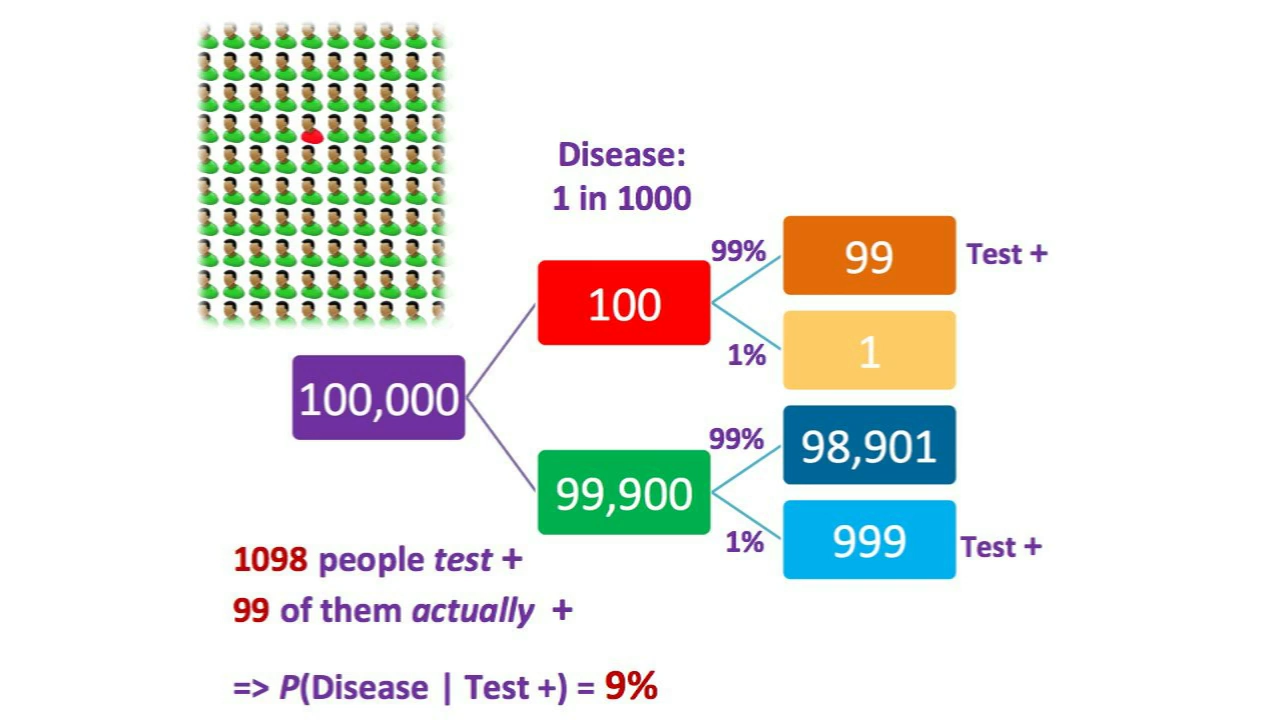 Disease:
1 in 1000
99%
99
Test +
100
1%
1
100,000
99%
98,901
99,900
1%
999
Test +
1098 people test +
99 of them actually +
=> P(Disease | Test +) = 9%